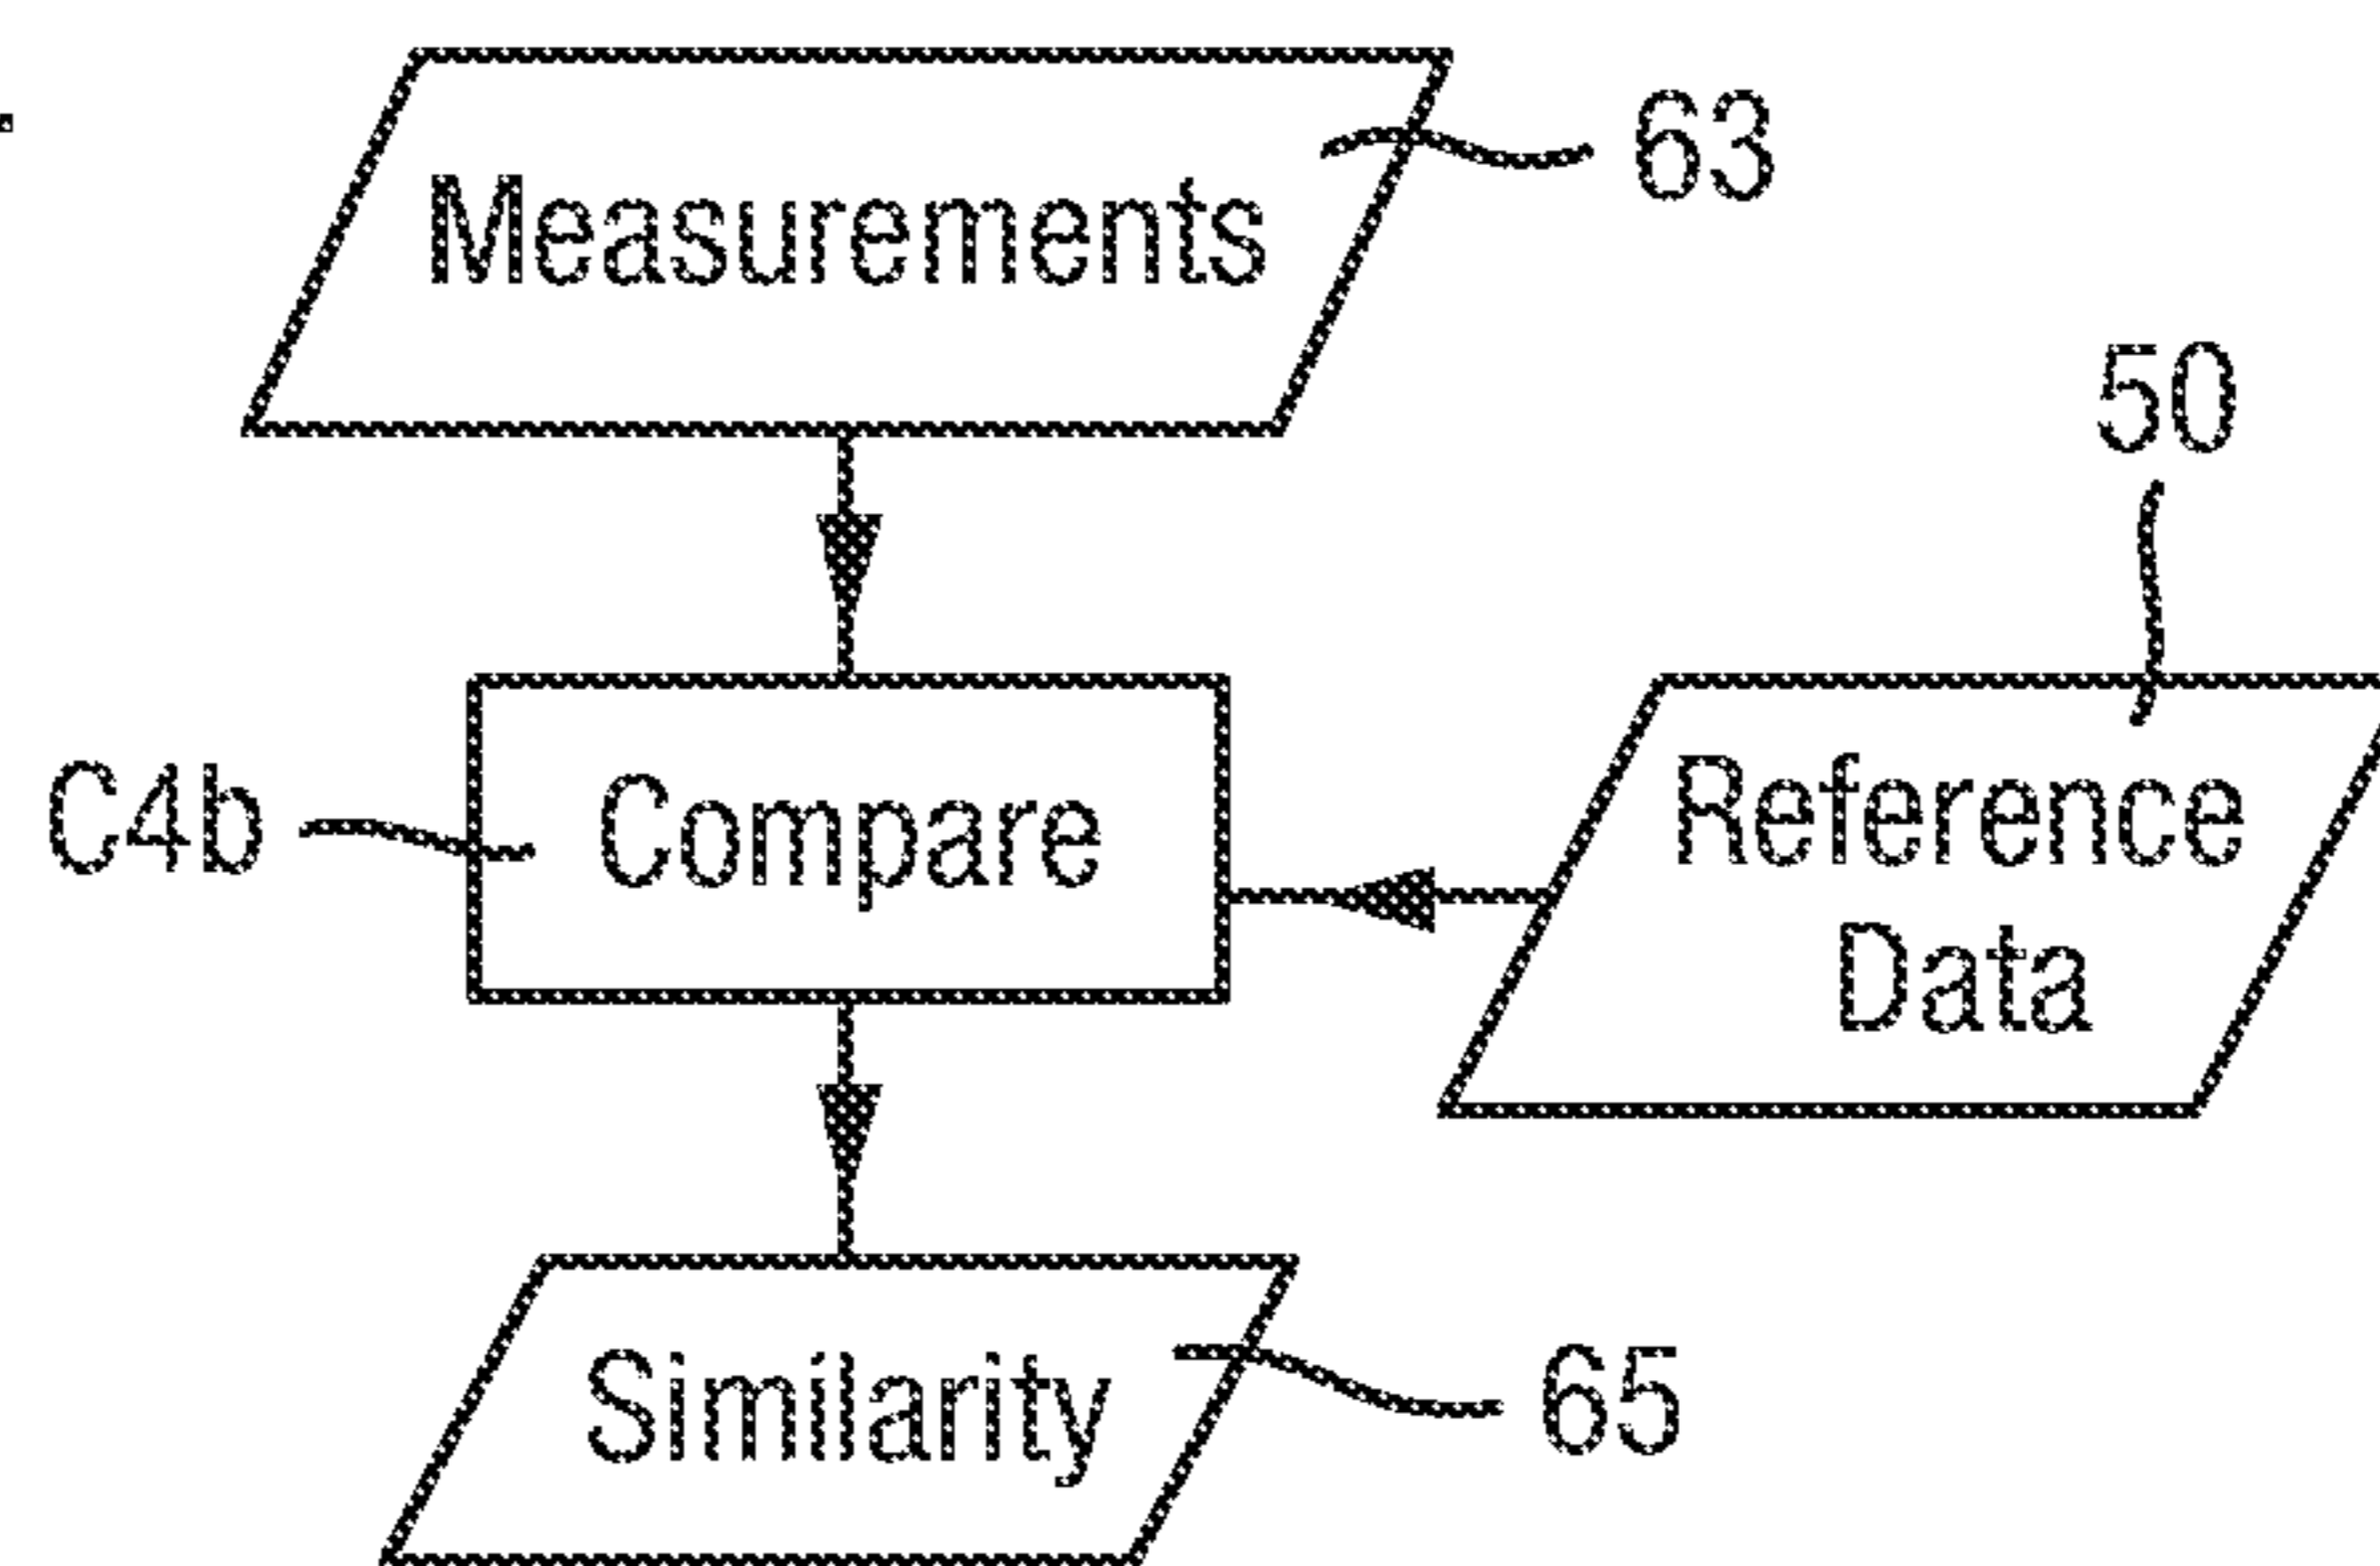 Measurements
63
50
C4b
Compare
Reference
Data
Similarity
65